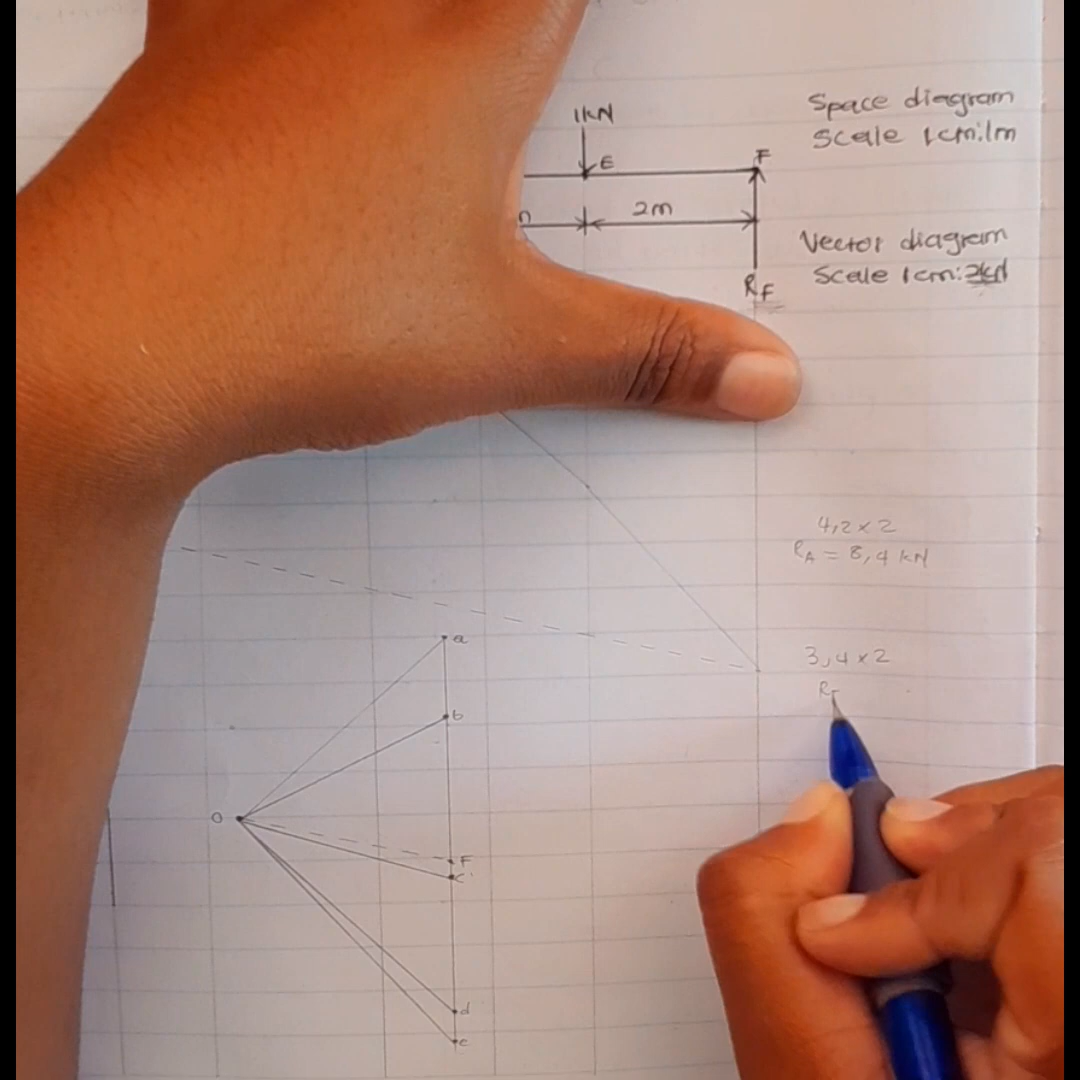 1kN
Space diagram
Scale 1cm:1m
E
F
2m
Vector diagram
Scale 1cm:2kN
RF
4,2 x 2
RA = 8,4 kN
a
3,4 x 2
b
O
F
c
d
e